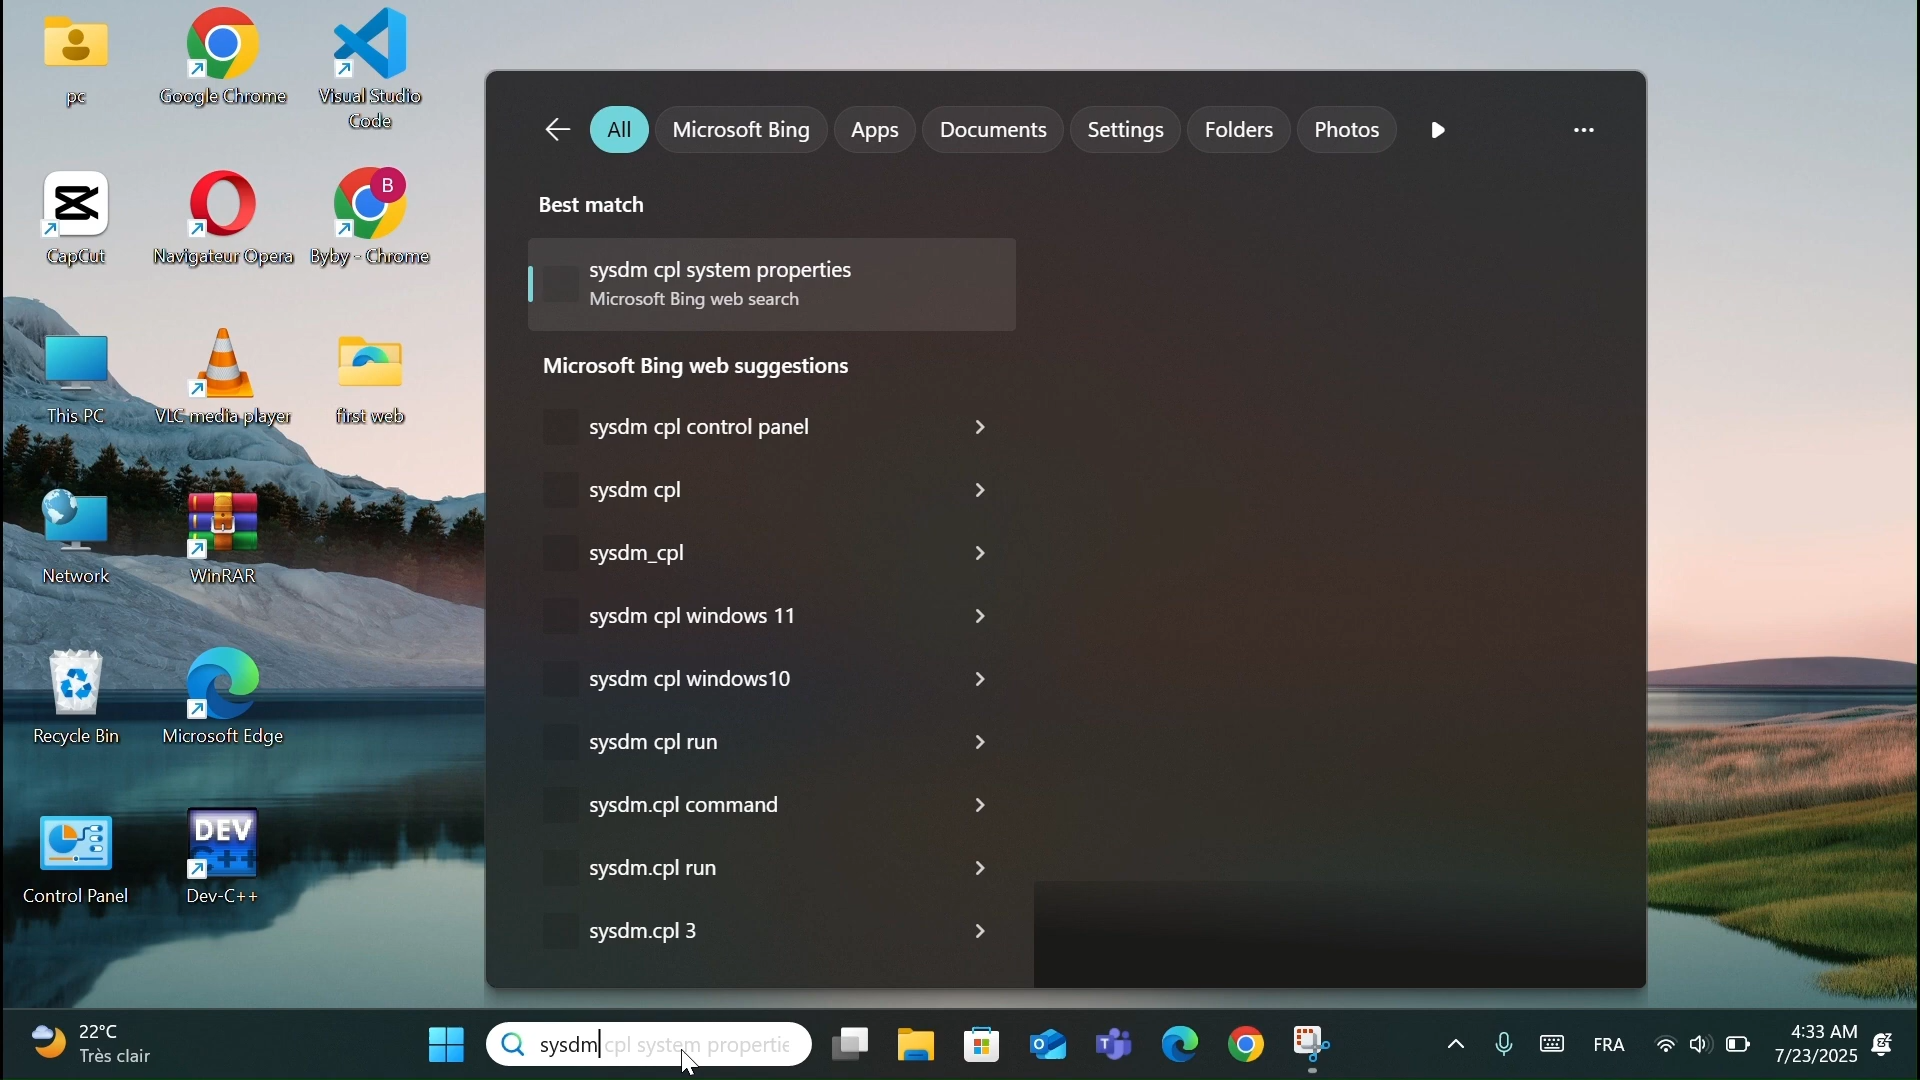 pc
Google Chrome
Visual Studio
Code
CapCut
Navigateur Opera
B
Byby - Chrome
This PC
VLC media player
first web
Network
WinRAR
Recycle Bin
Microsoft Edge
Control Panel
DEV
C++
Dev-C++
All
Microsoft Bing
Apps
Documents
Settings
Folders
Photos
Best match
sysdm cpl system properties
Microsoft Bing web search
Microsoft Bing web suggestions
sysdm cpl control panel
sysdm cpl
sysdm_cpl
sysdm cpl windows 11
sysdm cpl windows10
sysdm cpl run
sysdm.cpl command
sysdm.cpl run
sysdm.cpl 3
22°C
Très clair
sysdm cpl system propertie
FRA
4:33 AM
7/23/2025